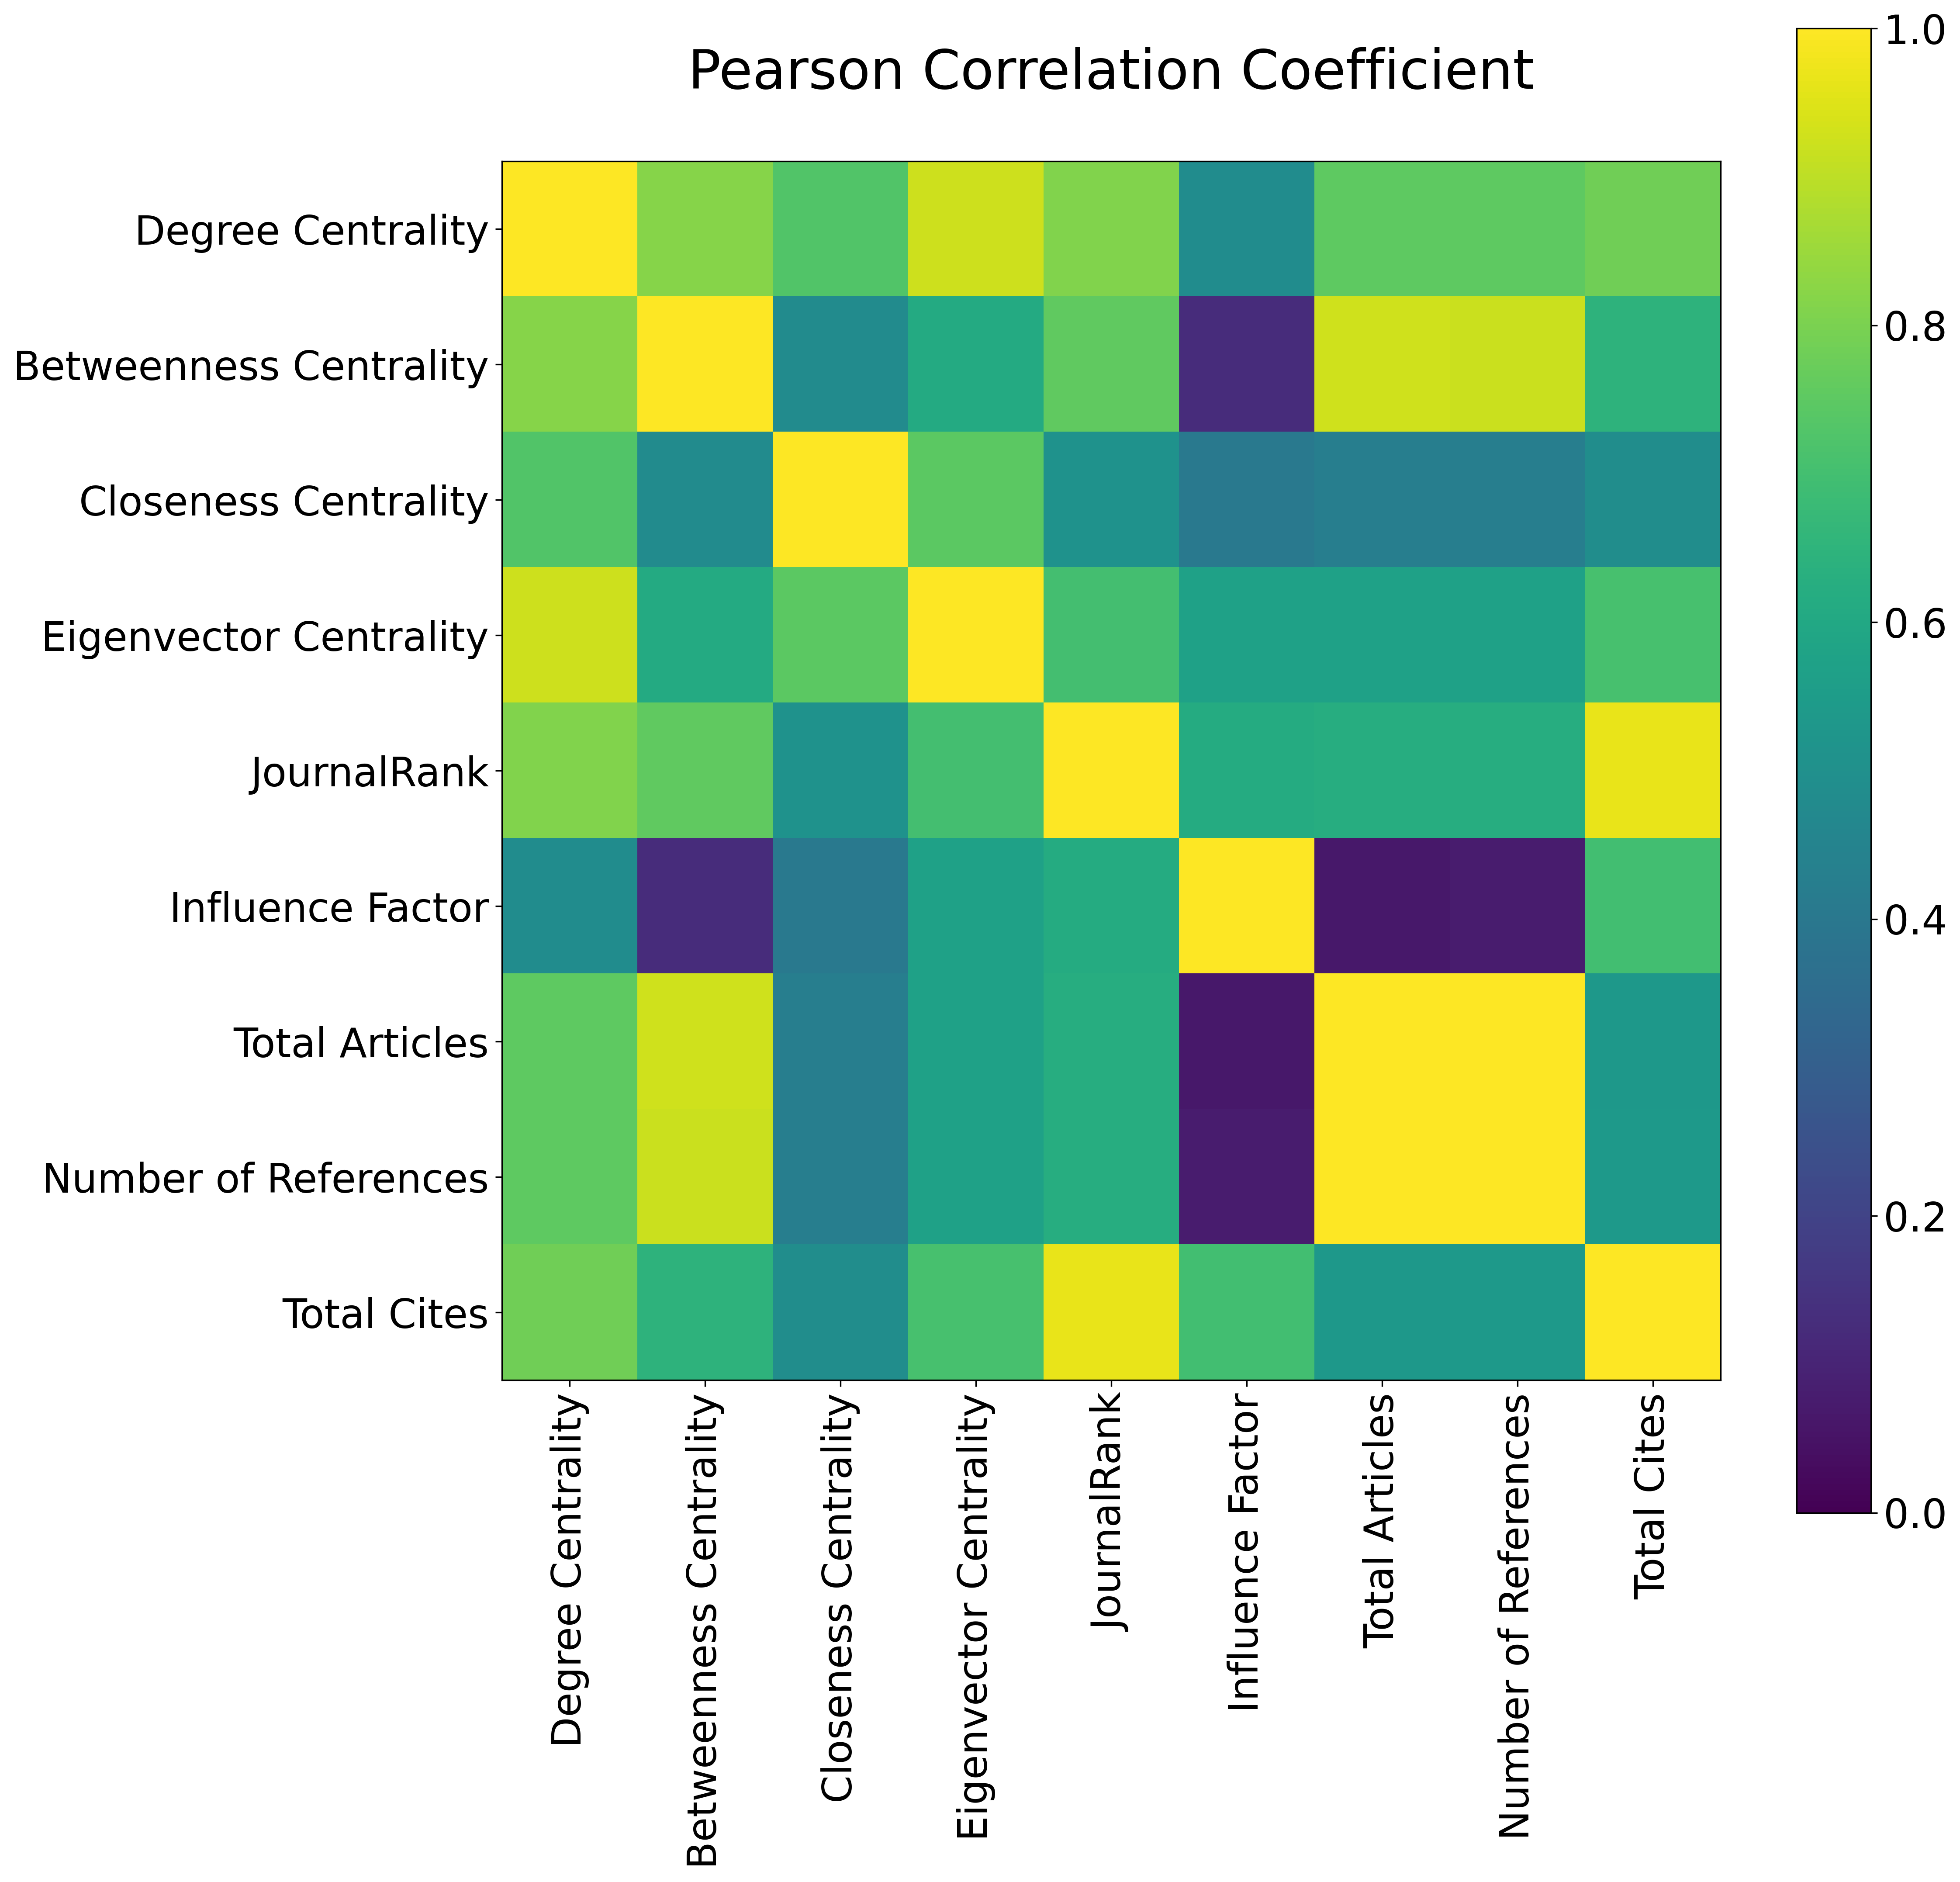 Pearson Correlation Coefficient
Degree Centrality
Betweenness Centrality
Closeness Centrality
Eigenvector Centrality
JournalRank
Influence Factor
Total Articles
Number of References
Total Cites
Degree Centrality
Betweenness Centrality
Closeness Centrality
Eigenvector Centrality
JournalRank
Influence Factor
Total Articles
Number of References
Total Cites
1.0
0.8
0.6
0.4
0.2
0.0